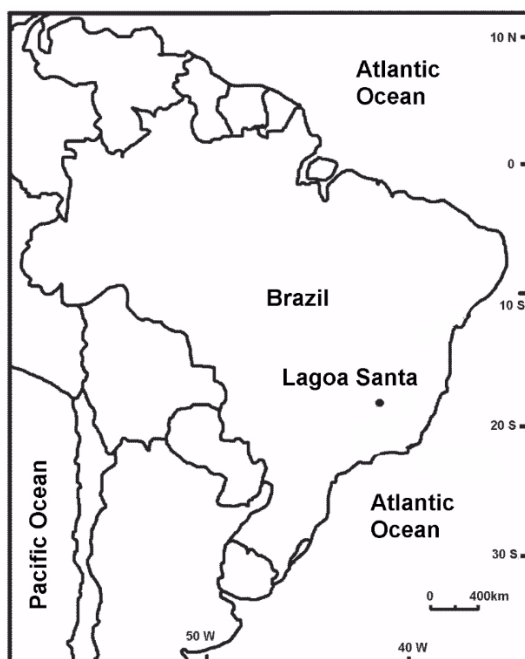 10 N
Atlantic
Ocean
0
Brazil
10 S
Lagoa Santa
20 S
Pacific Ocean
Atlantic
Ocean
30 S
0 400km
50 W
40 W